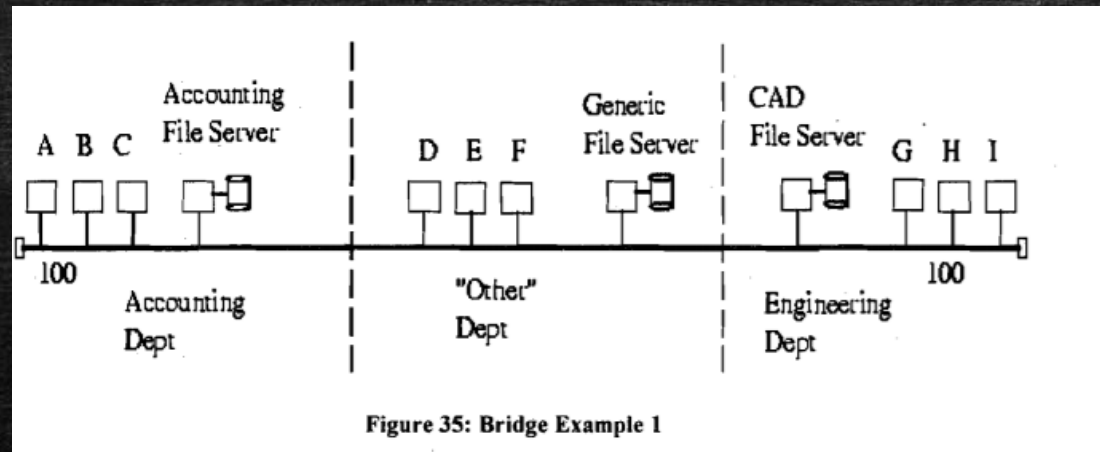 Accounting
File Server
Generic
File Server
CAD
File Server
A B C
D E F
G H I
100
100
Accounting
Dept
"Other"
Dept
Engineering
Dept
Figure 35: Bridge Example 1